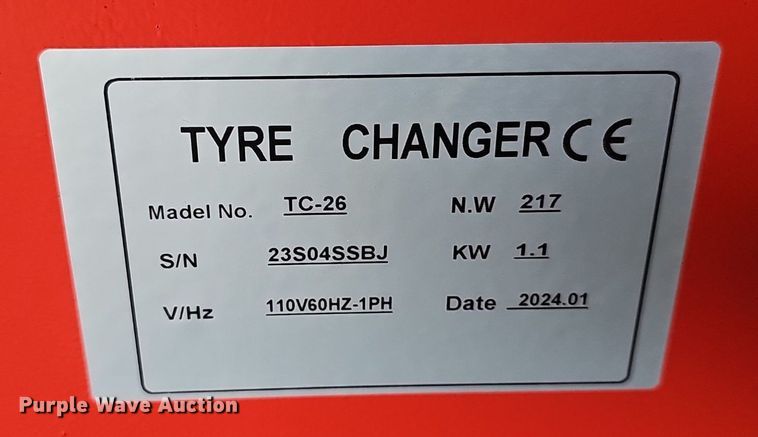 TYRE CHANGER CE
Madel No. TC-26 N.W 217
S/N 23S04SSBJ KW 1.1
V/Hz 110V60HZ-1PH Date 2024.01
Purple Wave Auction